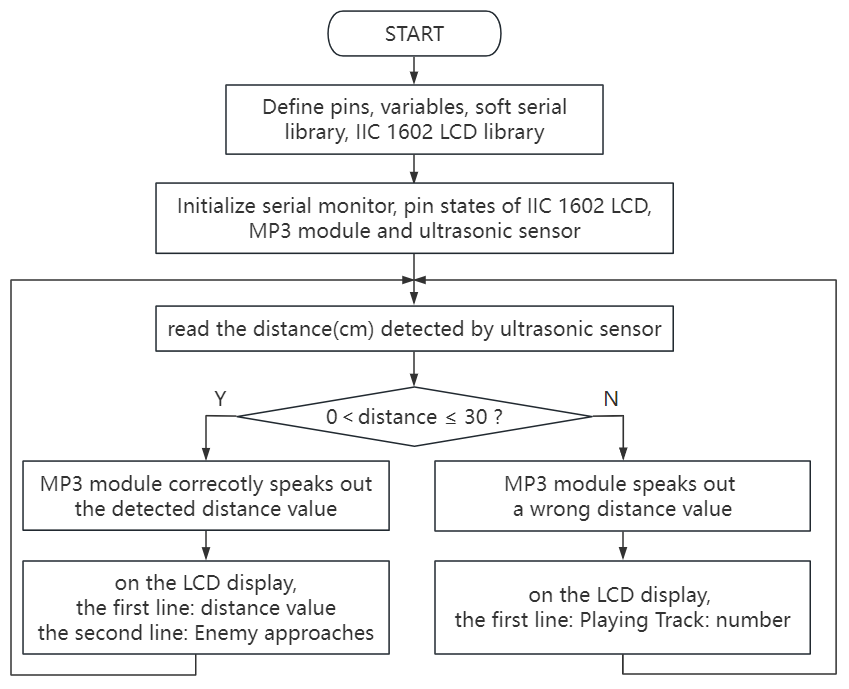 START
Define pins, variables, soft serial
library, IIC 1602 LCD library
Initialize serial monitor, pin states of IIC 1602 LCD,
MP3 module and ultrasonic sensor
read the distance(cm) detected by ultrasonic sensor
Y
N
0 < distance ≤ 30 ?
MP3 module correcotly speaks out
the detected distance value
MP3 module speaks out
a wrong distance value
on the LCD display,
the first line: distance value
the second line: Enemy approaches
on the LCD display,
the first line: Playing Track: number